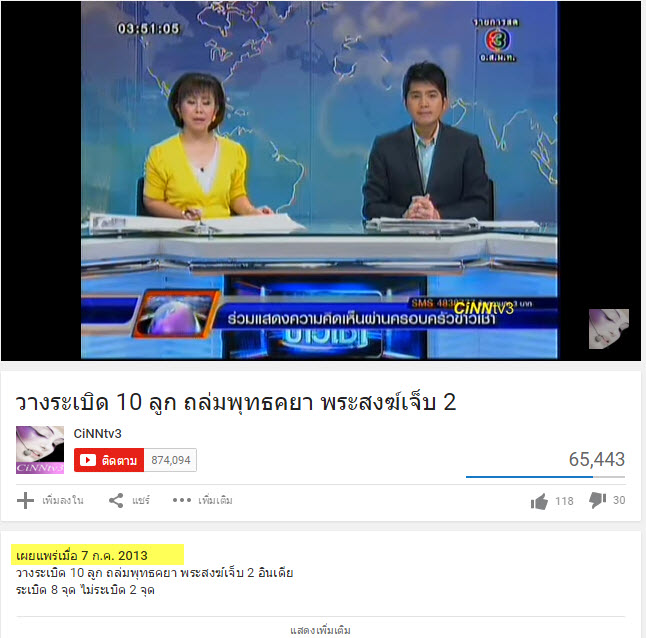 03:51:05
รายการสด
3
อ.ส.ม.ท.
CiNNtv3
ร่วมแสดงความคิดเห็นผ่านครอบครัวข่าวเช้า
วางระเบิด 10 ลูก ถล่มพุทธคยา พระสงฆ์เจ็บ 2
CiNNtv3
CiNNtv3
ติดตาม 874,094
65,443
เพิ่มลงใน แชร์ เพิ่มเติม 118 30
เผยแพร่เมื่อ 7 ก.ค. 2013
วางระเบิด 10 ลูก ถล่มพุทธคยา พระสงฆ์เจ็บ 2 อินเดีย
ระเบิด 8 จุด ไม่ระเบิด 2 จุด
แสดงเพิ่มเติม